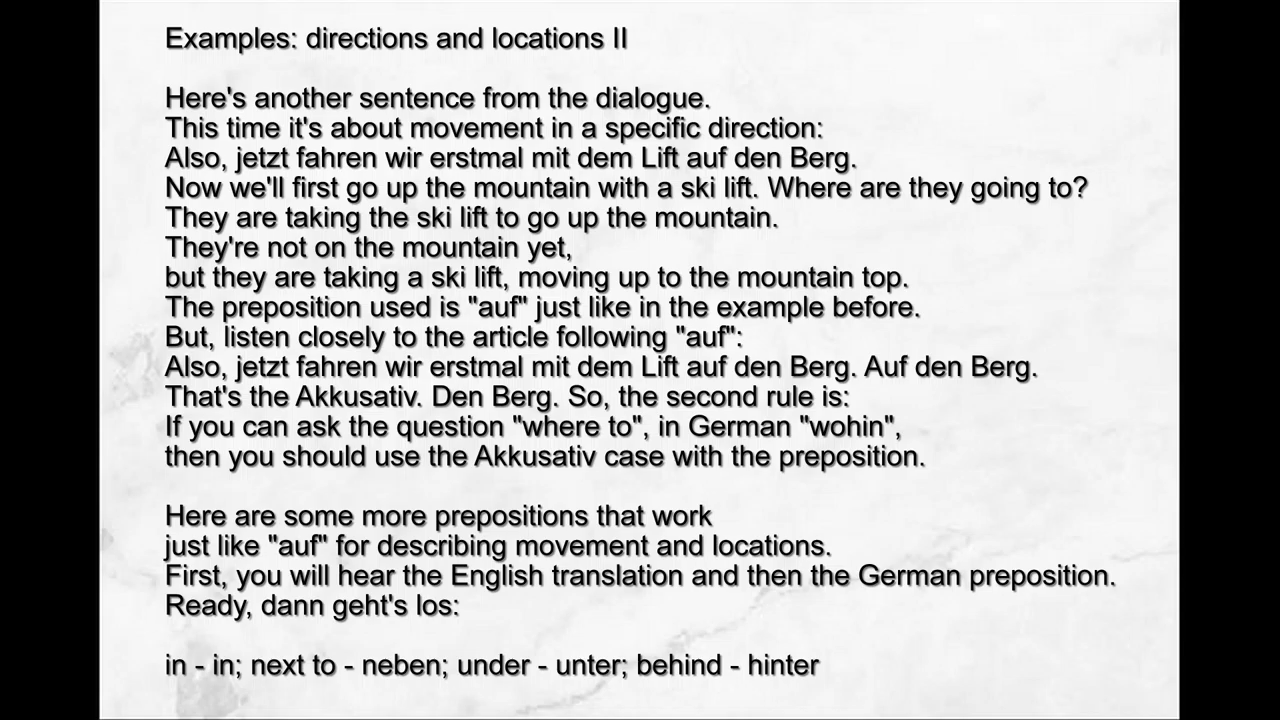 Examples: directions and locations II
Here's another sentence from the dialogue.
This time it's about movement in a specific direction:
Also, jetzt fahren wir erstmal mit dem Lift auf den Berg.
Now we'll first go up the mountain with a ski lift. Where are they going to?
They are taking the ski lift to go up the mountain.
They're not on the mountain yet,
but they are taking a ski lift, moving up to the mountain top.
The preposition used is "auf" just like in the example before.
But, listen closely to the article following "auf":
Also, jetzt fahren wir erstmal mit dem Lift auf den Berg. Auf den Berg.
That's the Akkusativ. Den Berg. So, the second rule is:
If you can ask the question "where to", in German "wohin",
then you should use the Akkusativ case with the preposition.
Here are some more prepositions that work
just like "auf" for describing movement and locations.
First, you will hear the English translation and then the German preposition.
Ready, dann geht's los:
in - in; next to - neben; under - unter; behind - hinter